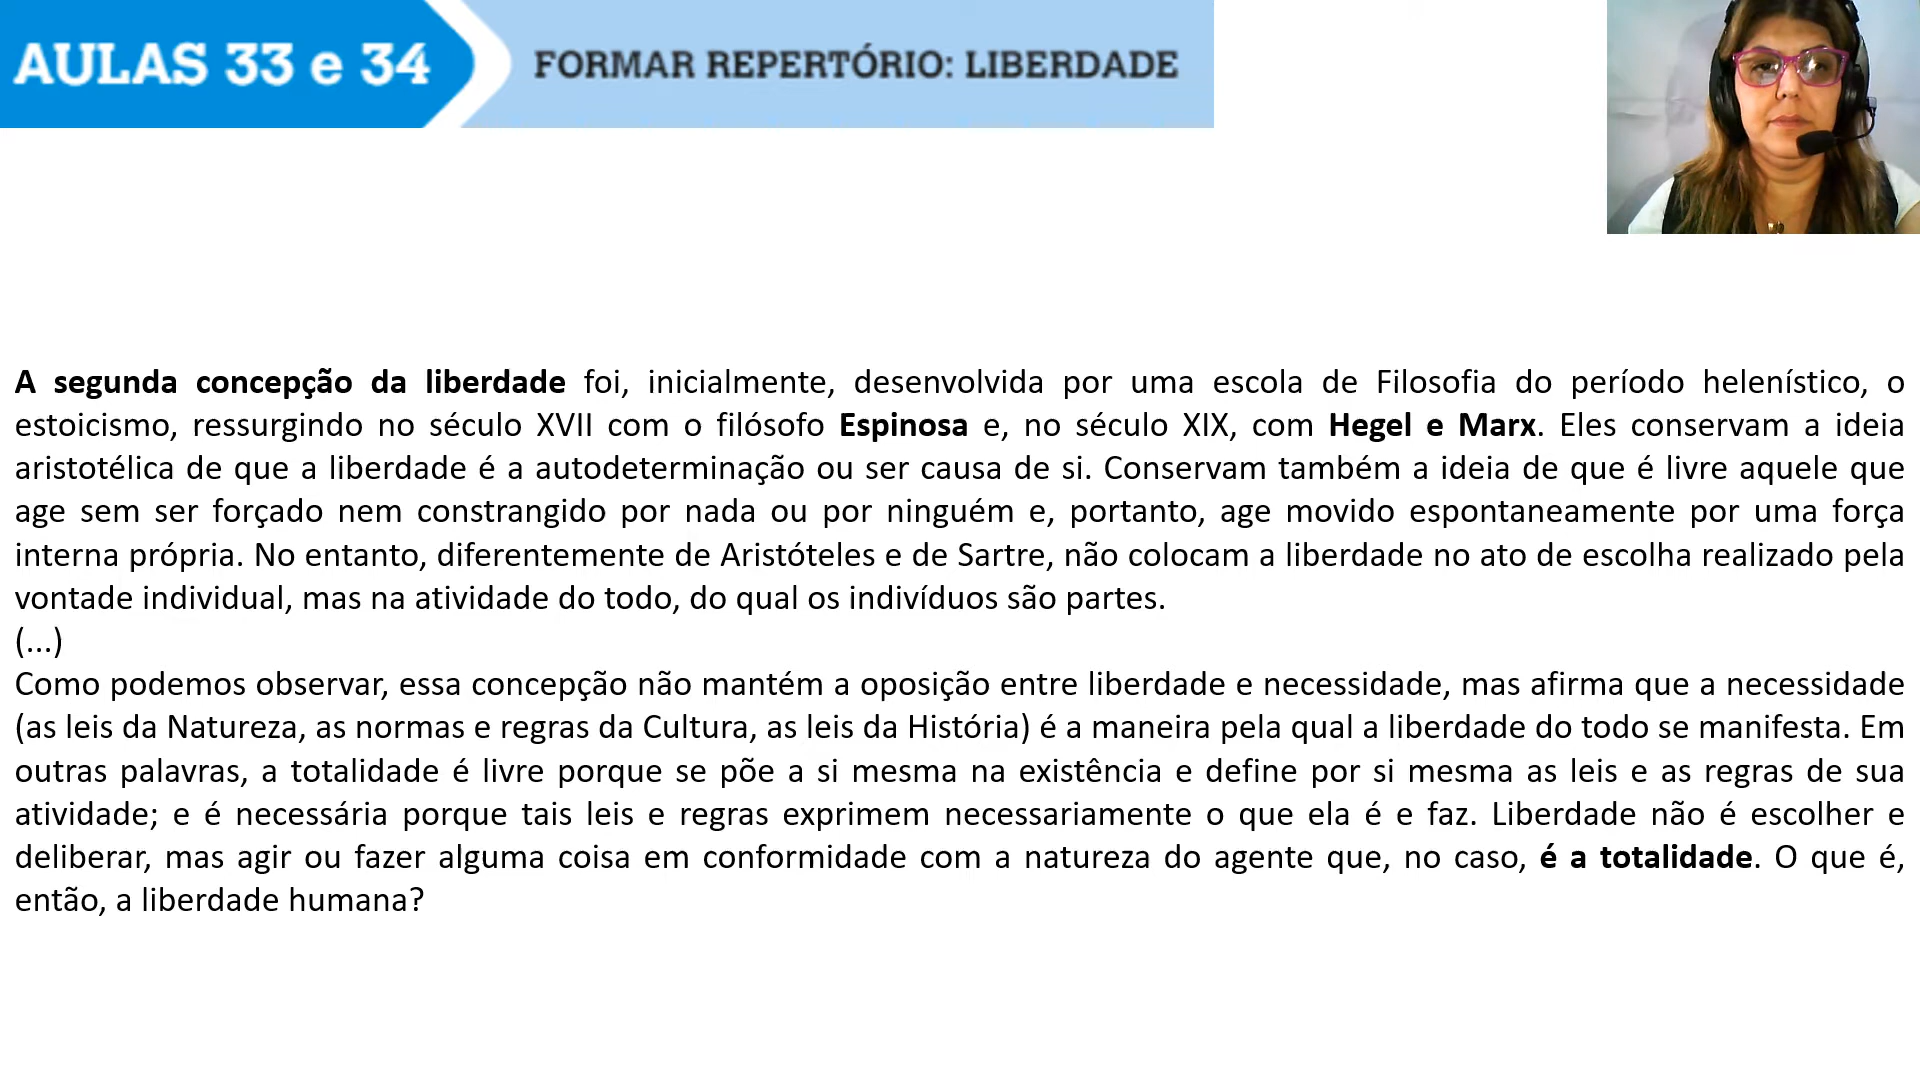 AULAS 33 e 34
FORMAR REPERTÓRIO: LIBERDADE
A segunda concepção da liberdade foi, inicialmente, desenvolvida por uma escola de Filosofia do período helenístico, o
estoicismo, ressurgindo no século XVII com o filósofo Espinosa e, no século XIX, com Hegel e Marx. Eles conservam a ideia
aristotélica de que a liberdade é a autodeterminação ou ser causa de si. Conservam também a ideia de que é livre aquele que
age sem ser forçado nem constrangido por nada ou por ninguém e, portanto, age movido espontaneamente por uma força
interna própria. No entanto, diferentemente de Aristóteles e de Sartre, não colocam a liberdade no ato de escolha realizado pela
vontade individual, mas na atividade do todo, do qual os indivíduos são partes.
(...)
Como podemos observar, essa concepção não mantém a oposição entre liberdade e necessidade, mas afirma que a necessidade
(as leis da Natureza, as normas e regras da Cultura, as leis da História) é a maneira pela qual a liberdade do todo se manifesta. Em
outras palavras, a totalidade é livre porque se põe a si mesma na existência e define por si mesma as leis e as regras de sua
atividade; e é necessária porque tais leis e regras exprimem necessariamente o que ela é e faz. Liberdade não é escolher e
deliberar, mas agir ou fazer alguma coisa em conformidade com a natureza do agente que, no caso, é a totalidade. O que é,
então, a liberdade humana?